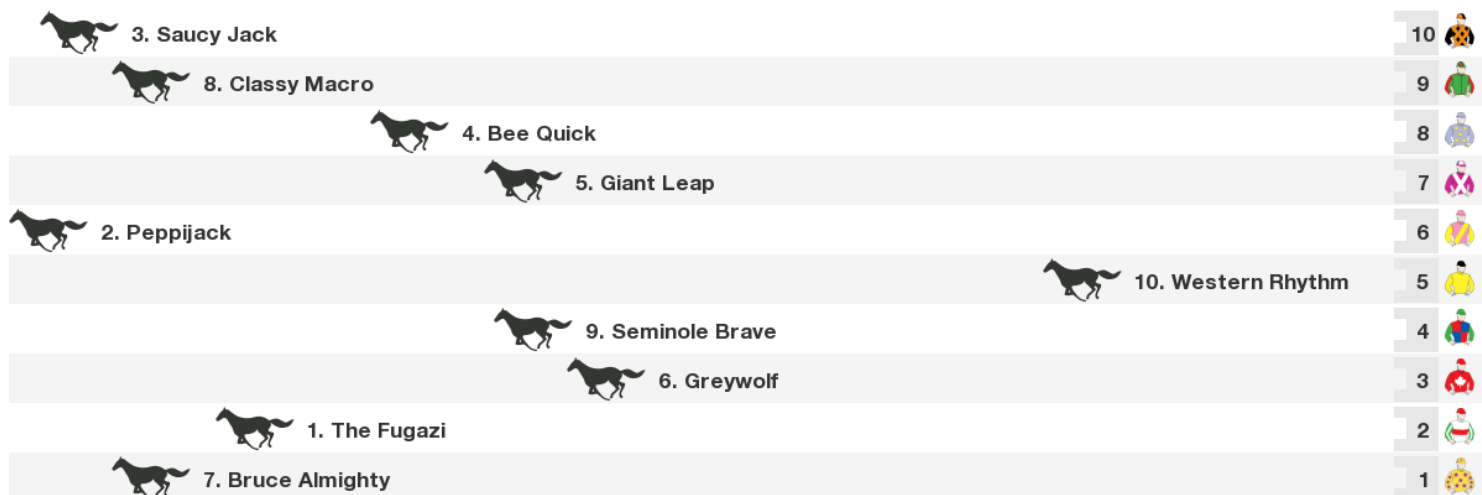 3. Saucy Jack 10
8. Classy Macro 9
4. Bee Quick 8
5. Giant Leap 7
2. Peppijack 6
10. Western Rhythm 5
9. Seminole Brave 4
6. Greywolf 3
1. The Fugazi 2
7. Bruce Almighty 1